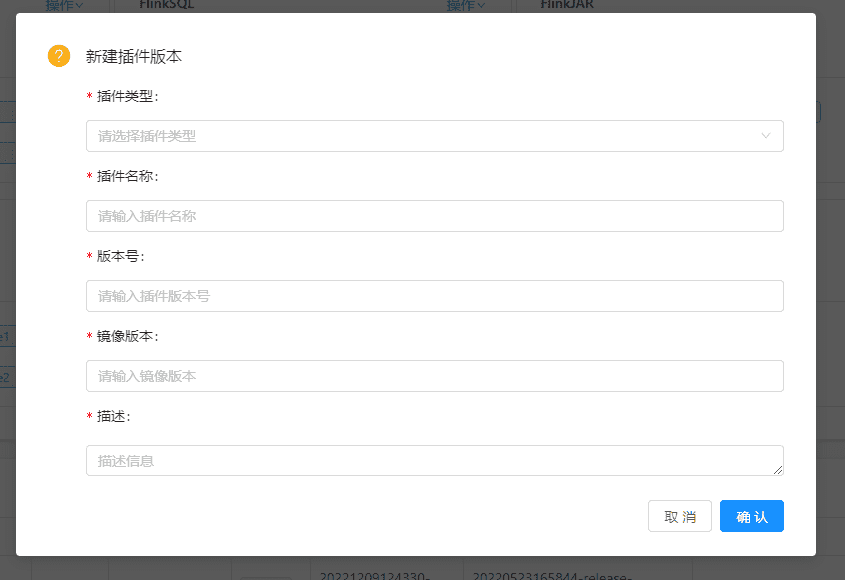 操作 FlinkSQL 操作 FlinkJAR
? 新建插件版本
* 插件类型:
请选择插件类型
* 插件名称:
请输入插件名称
* 版本号:
请输入插件版本号
* 镜像版本:
请输入镜像版本
e1
e2
* 描述:
描述信息
取 消 确 认
20221209124330- 20220523165844-release-